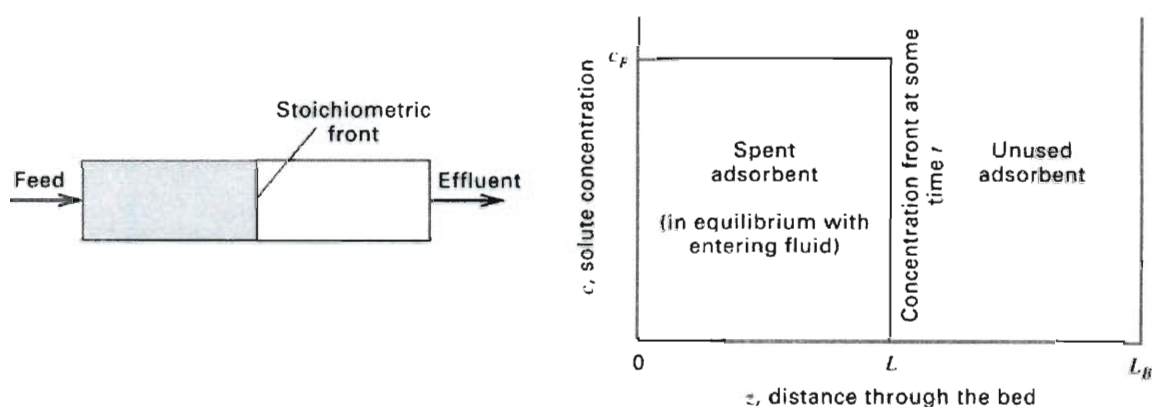 Stoichiometric
front
Feed
Effluent
c, solute concentration
c_F
Spent
adsorbent
(in equilibrium with
entering fluid)
Concentration front at some
time t
Unused
adsorbent
0
L
L_B
z, distance through the bed